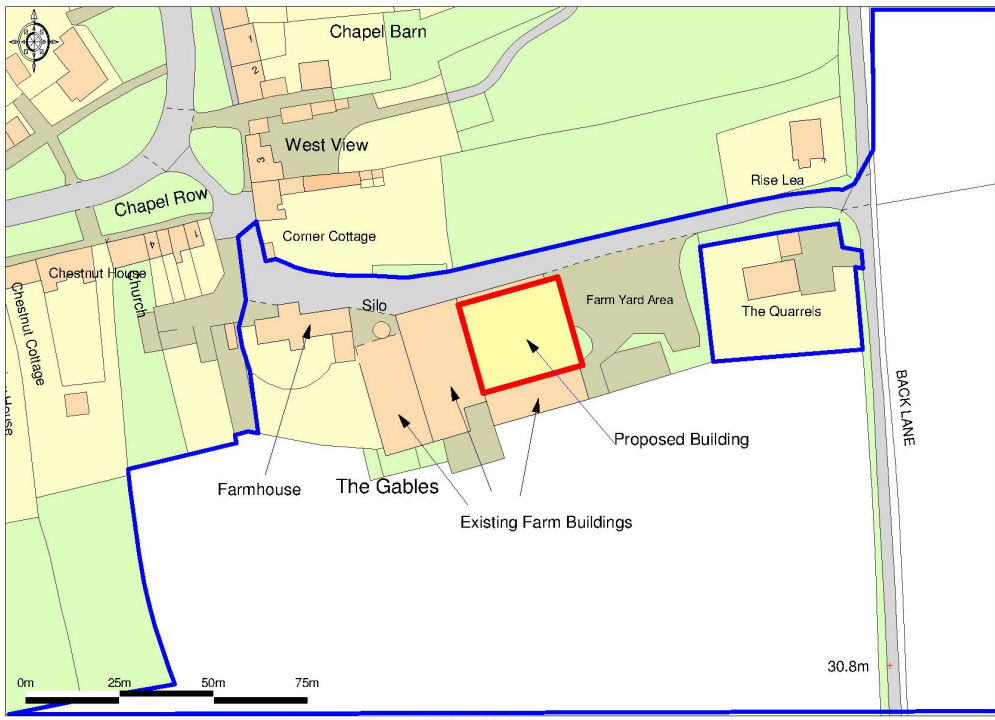 Chapel Barn
1
2
West View
3
Rise Lea
Chapel Row
Corner Cottage
1
4
Chestnut House
Church
Silo
Farm Yard Area
The Quarrels
Chestnut Cottage
House
BACK LANE
Proposed Building
Farmhouse
The Gables
Existing Farm Buildings
30.8m
0m 25m 50m 75m